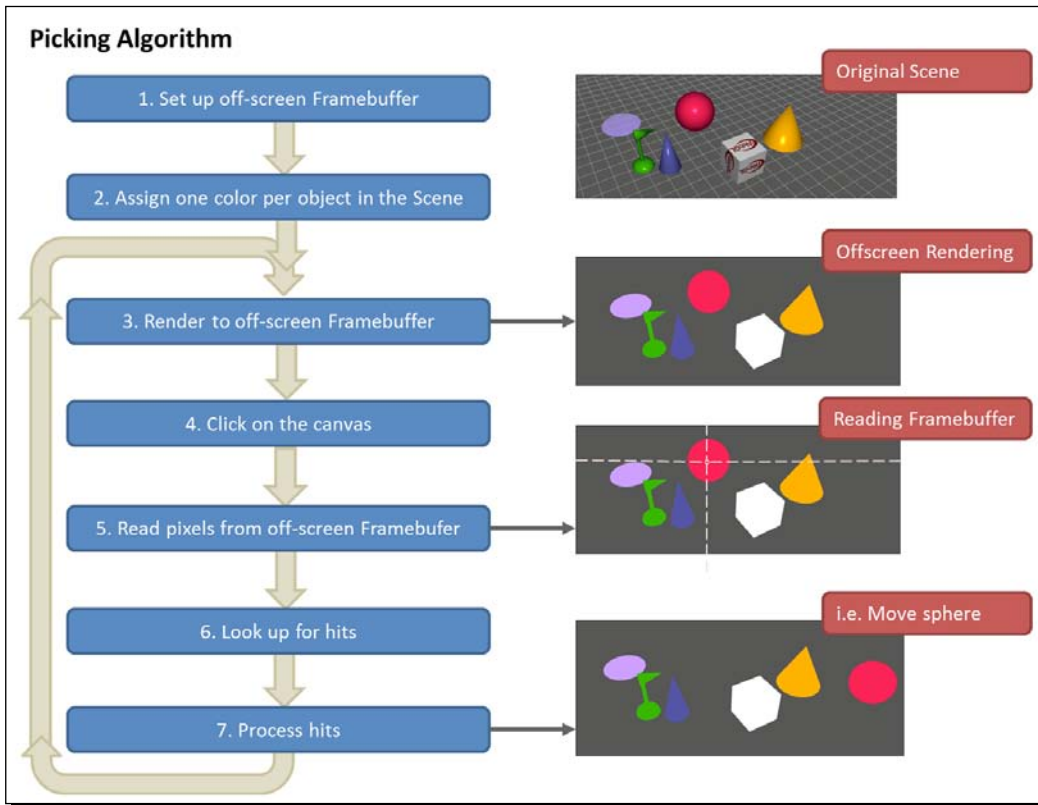 Picking Algorithm
1. Set up off-screen Framebuffer
2. Assign one color per object in the Scene
3. Render to off-screen Framebuffer
4. Click on the canvas
5. Read pixels from off-screen Framebufer
6. Look up for hits
7. Process hits
Original Scene
Offscreen Rendering
Reading Framebuffer
i.e. Move sphere